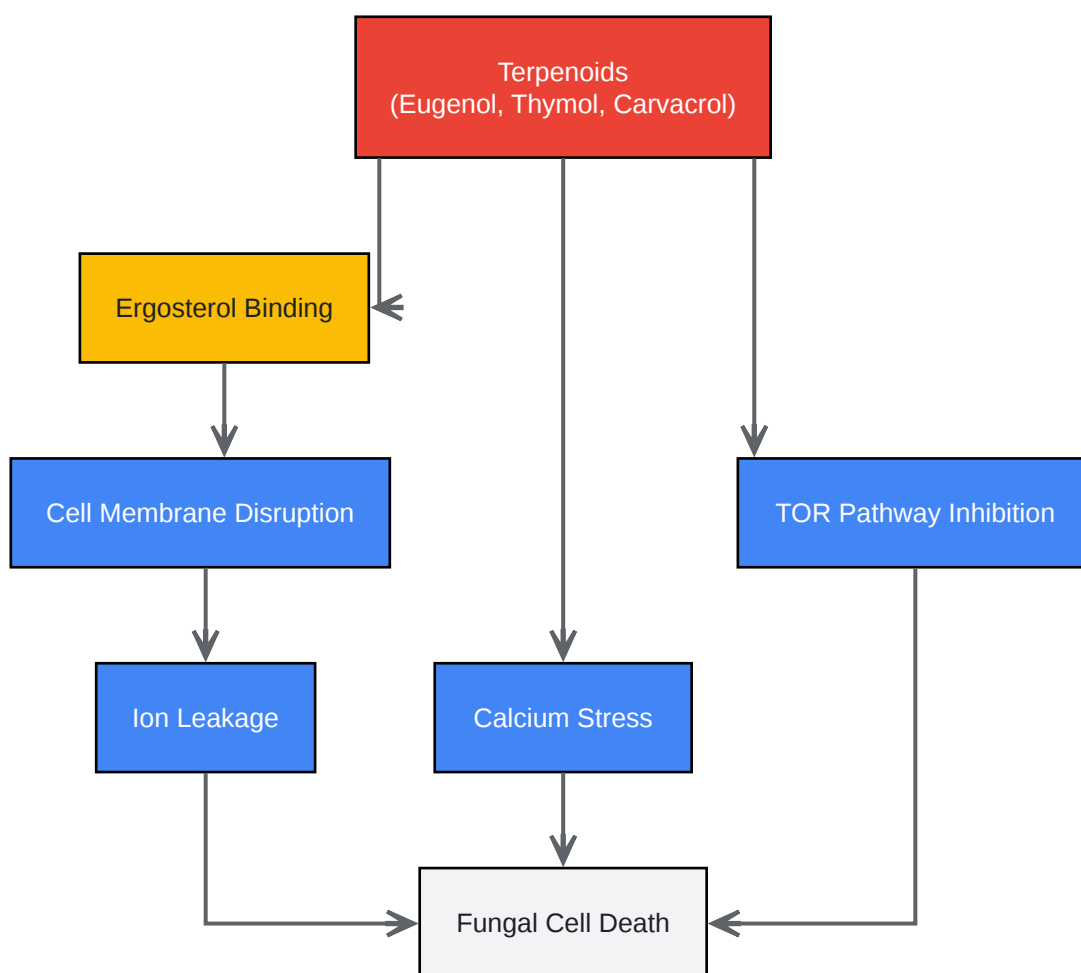 Terpenoids
(Eugenol, Thymol, Carvacrol)
Ergosterol Binding
Cell Membrane Disruption
TOR Pathway Inhibition
Ion Leakage
Calcium Stress
Fungal Cell Death